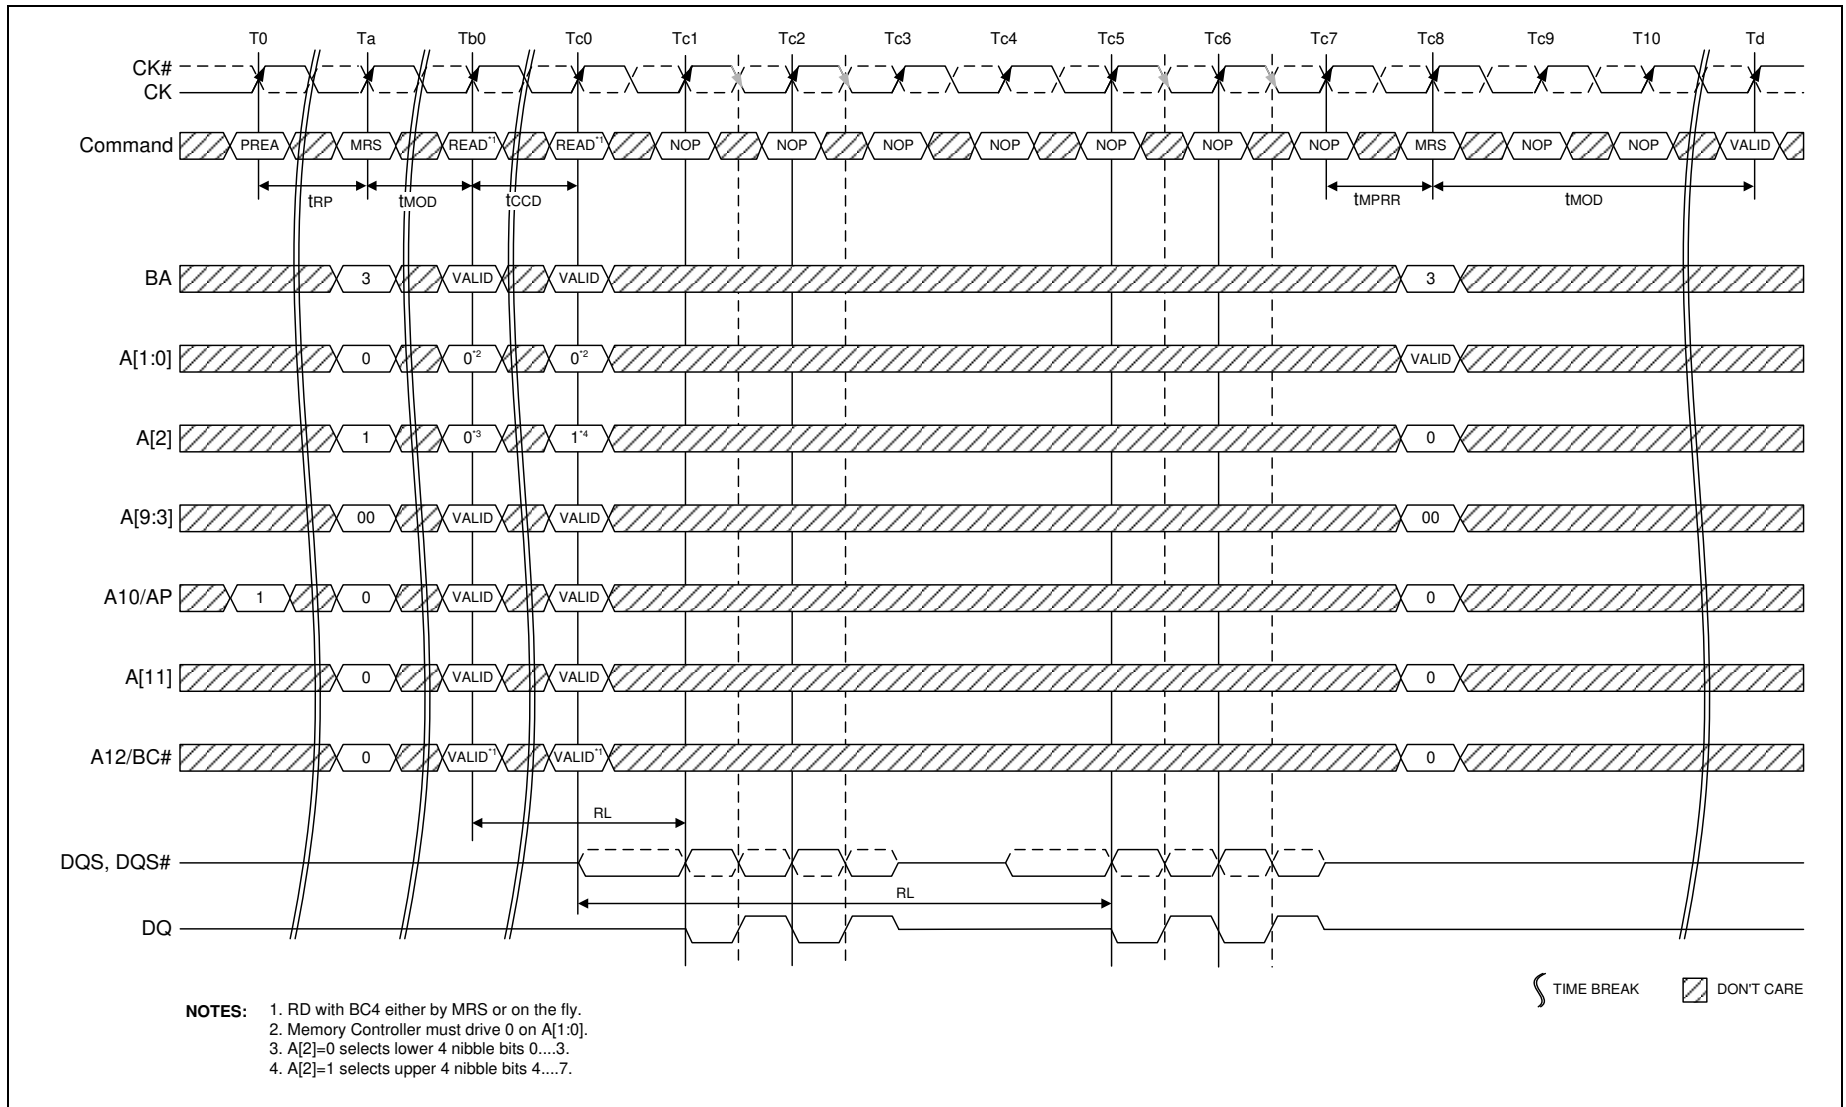 T0 Ta Tb0 Tc0 Tc1 Tc2 Tc3 Tc4 Tc5 Tc6 Tc7 Tc8 Tc9 T10 Td
CK#
CK
Command PREA MRS READ*1 READ*1 NOP NOP NOP NOP NOP NOP NOP MRS NOP NOP VALID
tRP tMOD tCCD tMPRR tMOD
BA 3 VALID VALID 3
A[1:0] 0 0*2 0*2 VALID
A[2] 1 0*3 1*4 0
A[9:3] 00 VALID VALID 00
A10/AP 1 0 VALID VALID 0
A[11] 0 VALID VALID 0
A12/BC# 0 VALID*1 VALID*1 0
RL
DQS, DQS#
RL
DQ
TIME BREAK DON'T CARE
NOTES: 1. RD with BC4 either by MRS or on the fly.
2. Memory Controller must drive 0 on A[1:0].
3. A[2]=0 selects lower 4 nibble bits 0....3.
4. A[2]=1 selects upper 4 nibble bits 4....7.